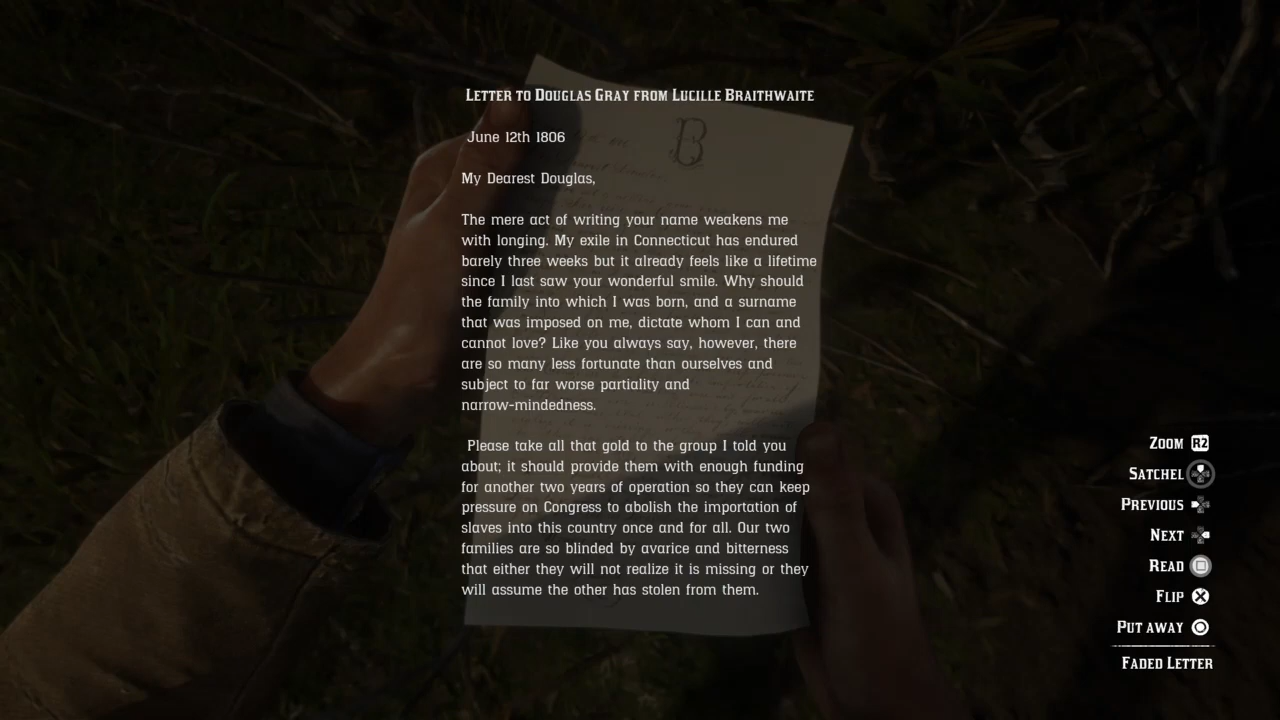 LETTER TO DOUGLAS GRAY FROM LUCILLE BRAITHWAITE
B
June 12th 1806
My Dearest Douglas,
The mere act of writing your name weakens me
with longing. My exile in Connecticut has endured
barely three weeks but it already feels like a lifetime
since I last saw your wonderful smile. Why should
the family into which I was born, and a surname
that was imposed on me, dictate whom I can and
cannot love? Like you always say, however, there
are so many less fortunate than ourselves and
subject to far worse partiality and
narrow-mindedness.
Please take all that gold to the group I told you
about; it should provide them with enough funding
for another two years of operation so they can keep
pressure on Congress to abolish the importation of
slaves into this country once and for all. Our two
families are so blinded by avarice and bitterness
that either they will not realize it is missing or they
will assume the other has stolen from them.
ZOOM R2
SATCHEL
PREVIOUS
NEXT
READ
FLIP
PUT AWAY
FADED LETTER